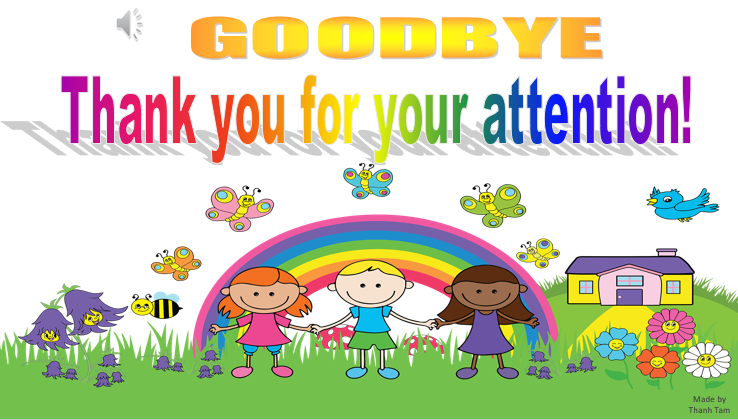 GOODBYE
Thank you for your attention!
Made by
Thanh Tam